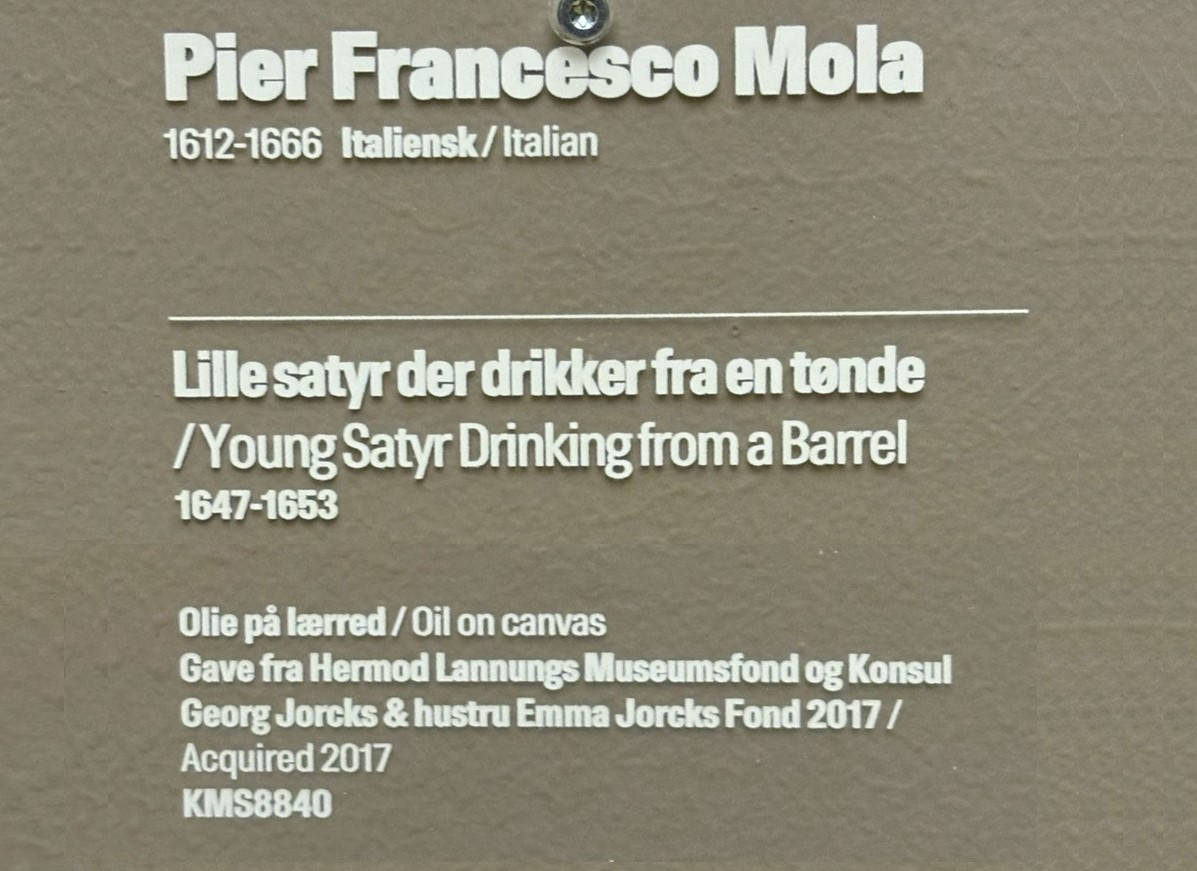 Pier Francesco Mola
1612-1666 Italiensk / Italian
Lille satyr der drikker fra en tønde
/ Young Satyr Drinking from a Barrel
1647-1653
Olie på lærred / Oil on canvas
Gave fra Hermod Lannungs Museumsfond og Konsul
Georg Jorcks & hustru Emma Jorcks Fond 2017 /
Acquired 2017
KMS8840